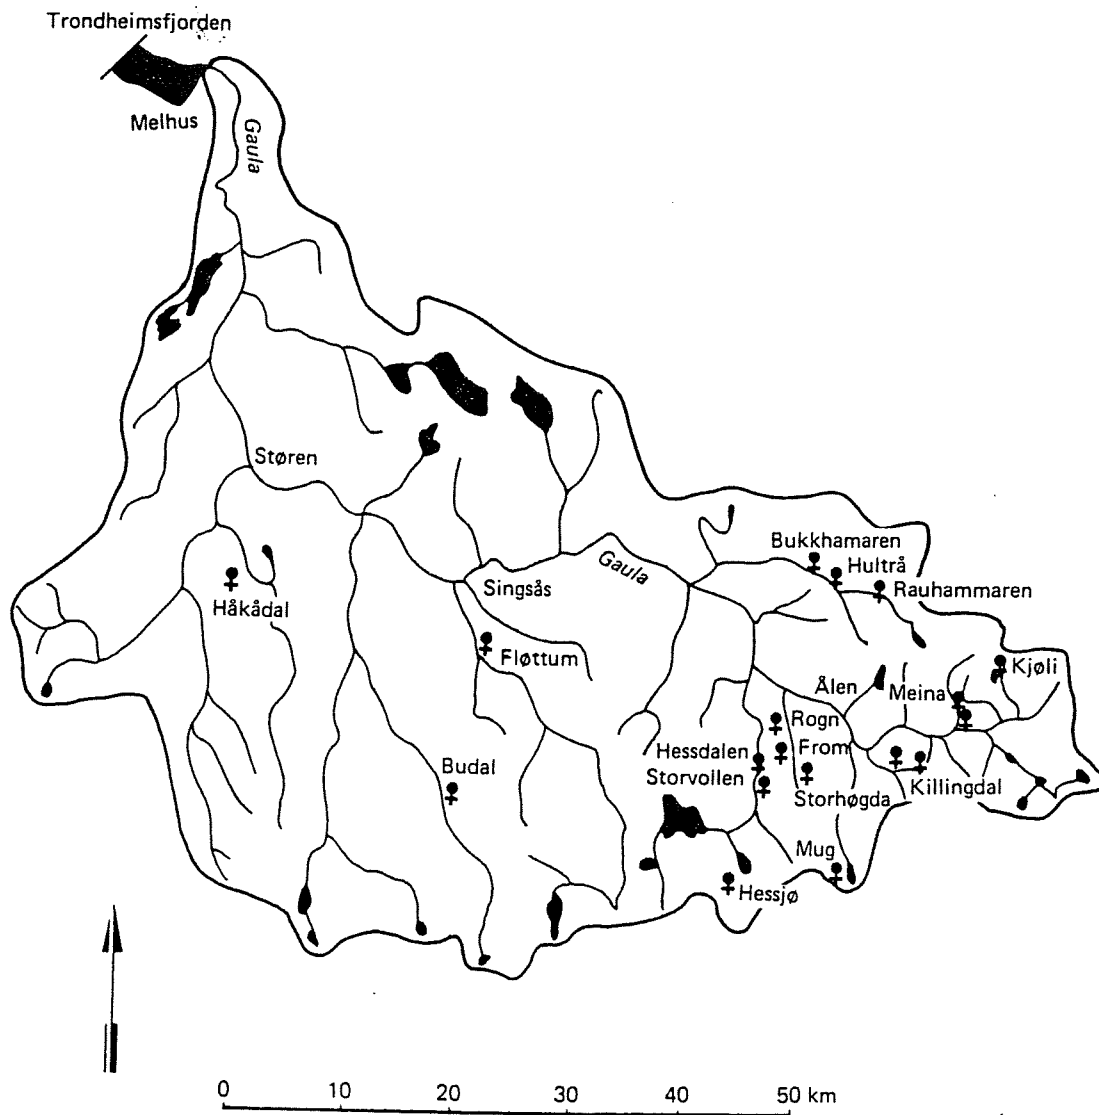 Trondheimsfjorden
Melhus
Gaula
Støren
Bukkhamaren
Gaula
Hultrå
Singsås
Rauhammaren
Håkådal
Fløttum
Kjøli
Ålen
Meina
Rogn
Hessdalen
From
Budal
Storvollen
Killingdal
Storhøgda
Mug
Hessjø
0 10 20 30 40 50 km